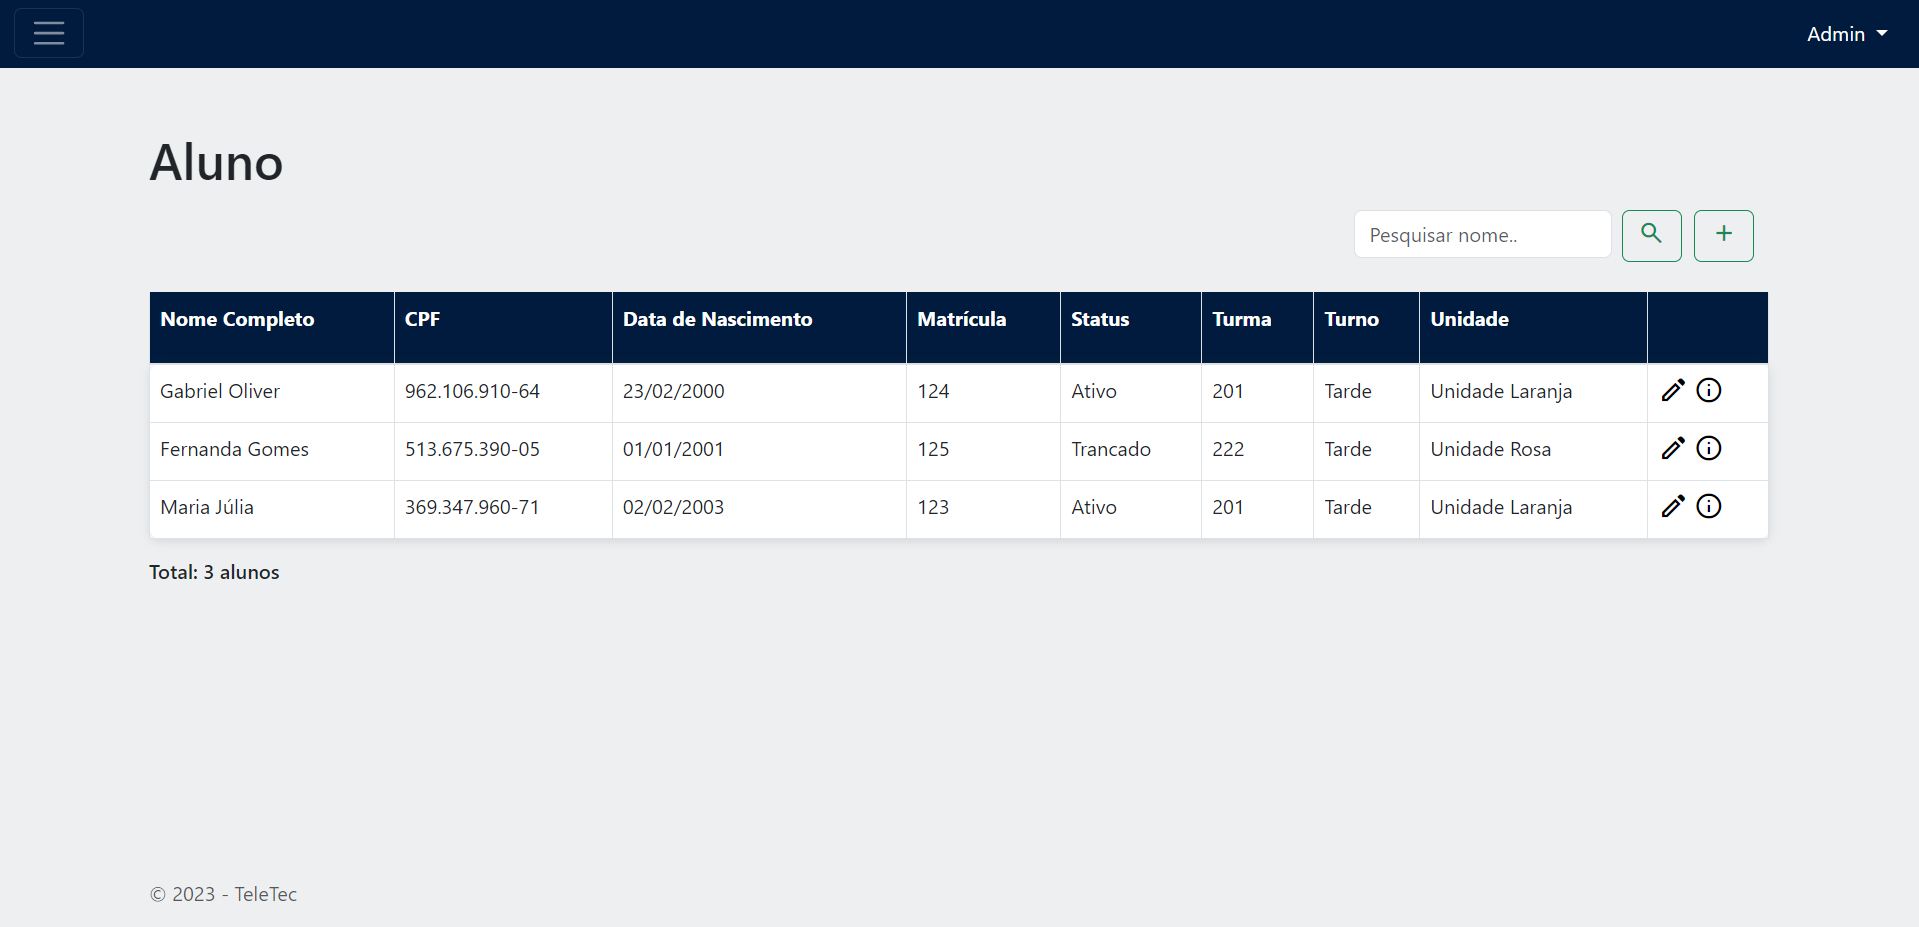 Admin
Aluno
Pesquisar nome..
Nome Completo CPF Data de Nascimento Matrícula Status Turma Turno Unidade
Gabriel Oliver 962.106.910-64 23/02/2000 124 Ativo 201 Tarde Unidade Laranja
Fernanda Gomes 513.675.390-05 01/01/2001 125 Trancado 222 Tarde Unidade Rosa
Maria Júlia 369.347.960-71 02/02/2003 123 Ativo 201 Tarde Unidade Laranja
Total: 3 alunos
© 2023 - TeleTec